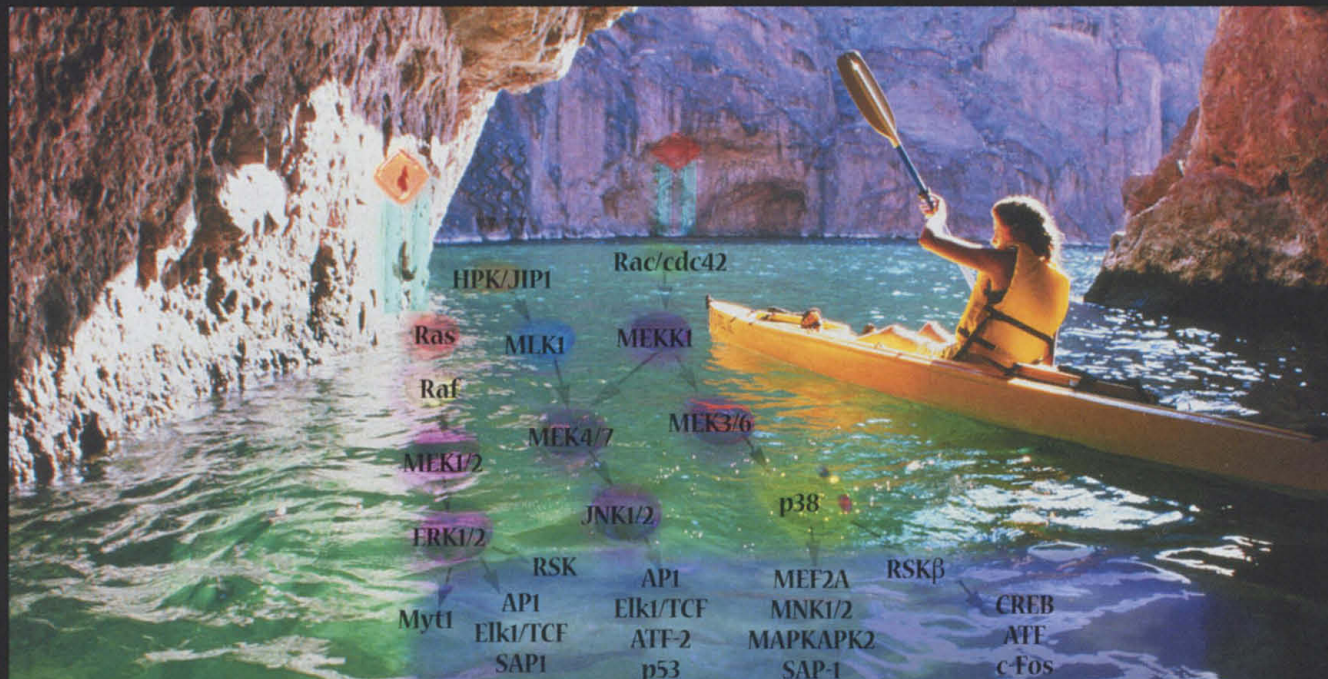 Rac/cdc42
HPK/JIP1
Ras
MLK1
MEKK1
Raf
MEK4/7
MEK3/6
MEK1/2
p38
JNK1/2
ERK1/2
RSK
AP1
Elk1/TCF
ATF-2
p53
MEF2A
MNK1/2
MAPKAPK2
SAP-1
RSKβ
CREB
ATF
c-Fos
Myt1
AP1
Elk1/TCF
SAP1